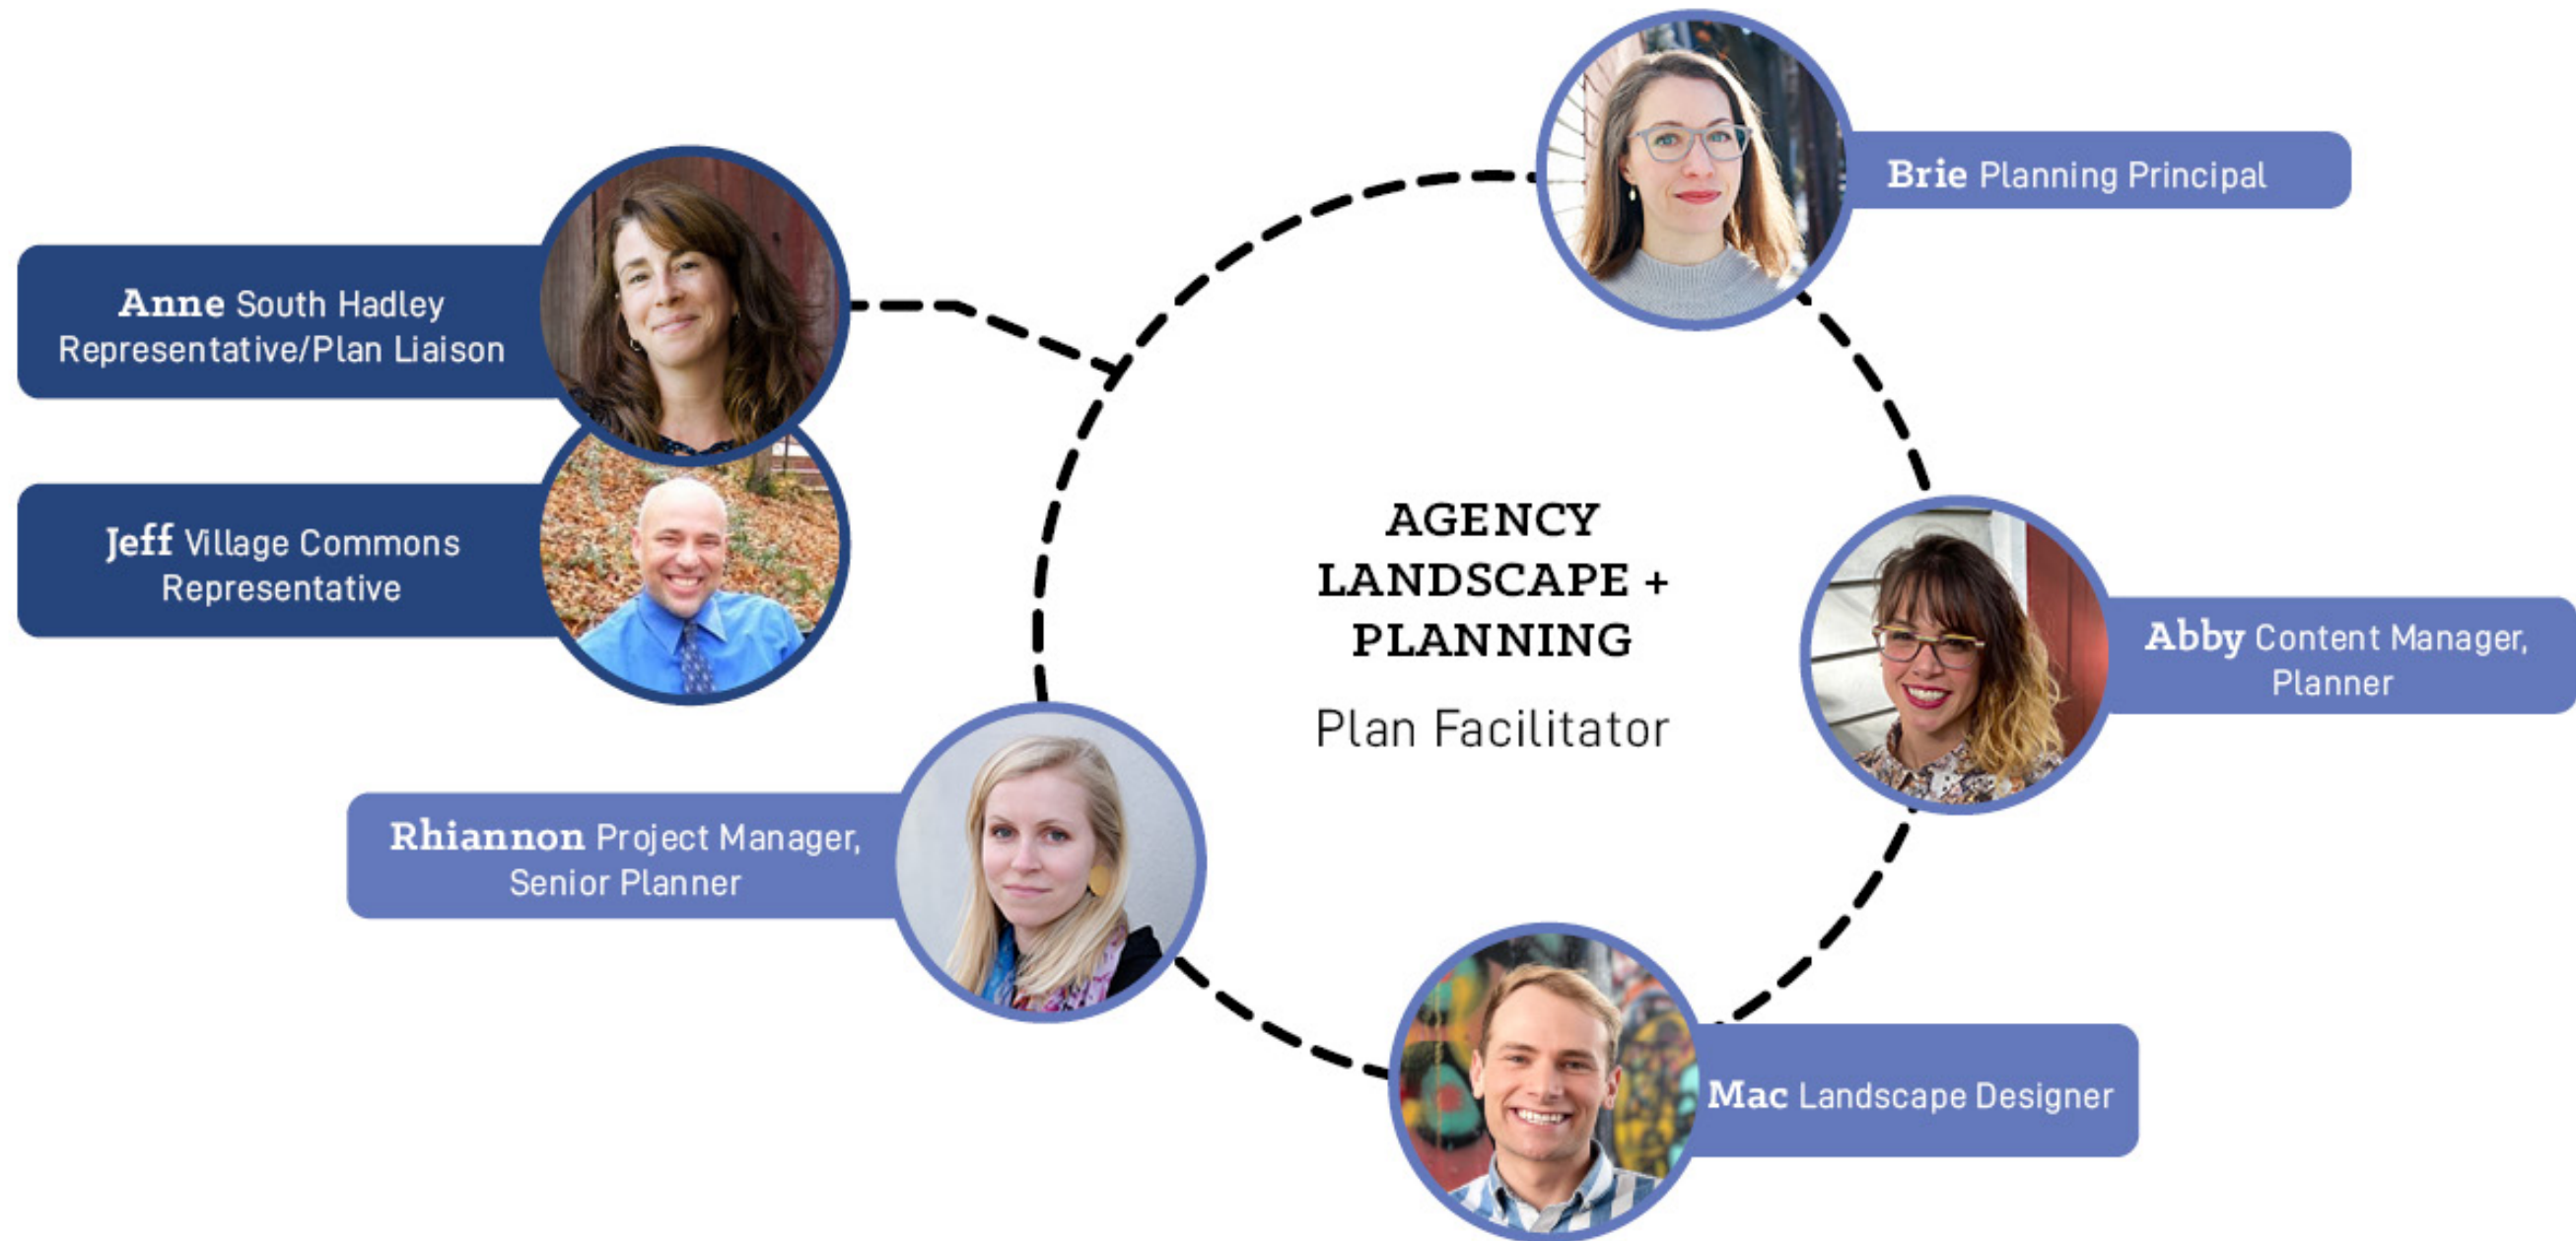 Brie Planning Principal
Anne South Hadley
Representative/Plan Liaison
Jeff Village Commons
Representative
AGENCY
LANDSCAPE +
PLANNING
Plan Facilitator
Abby Content Manager,
Planner
Rhiannon Project Manager,
Senior Planner
Mac Landscape Designer